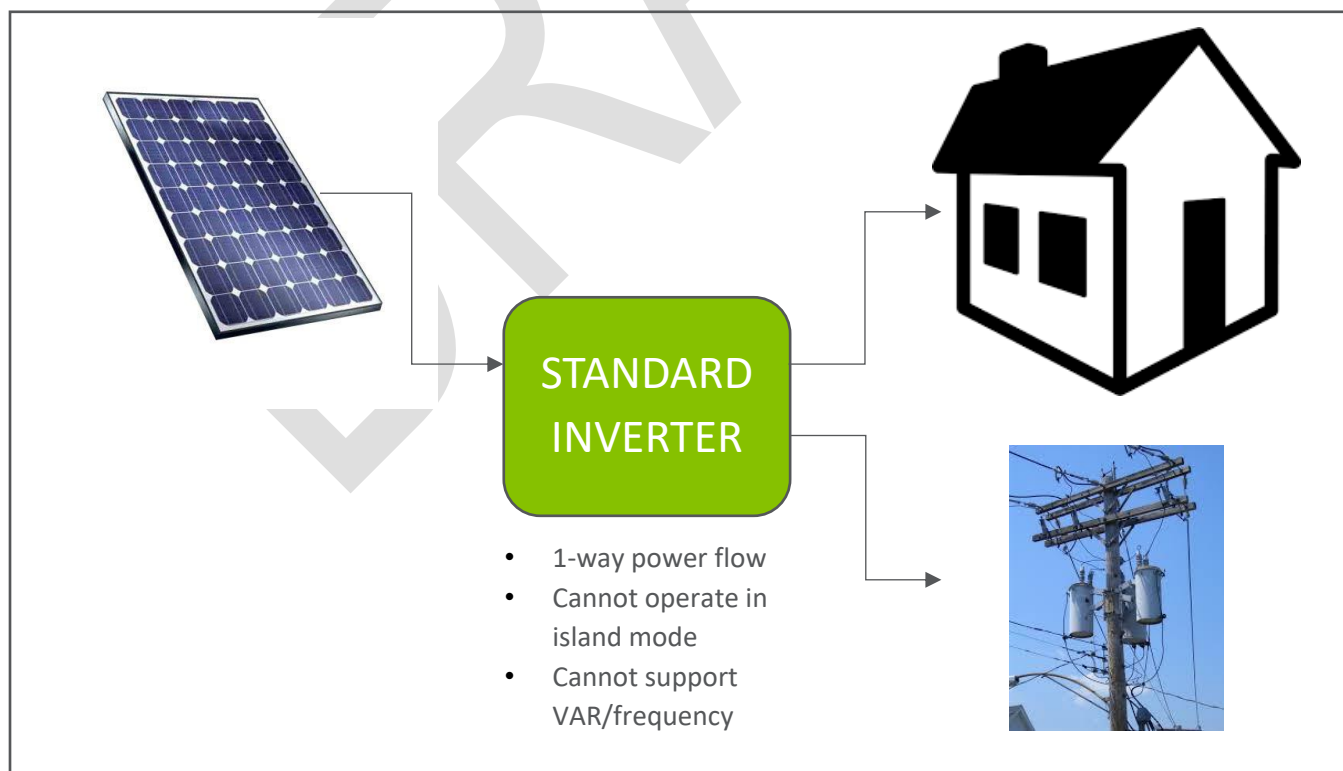 STANDARD
INVERTER
• 1-way power flow
• Cannot operate in
island mode
• Cannot support
VAR/frequency